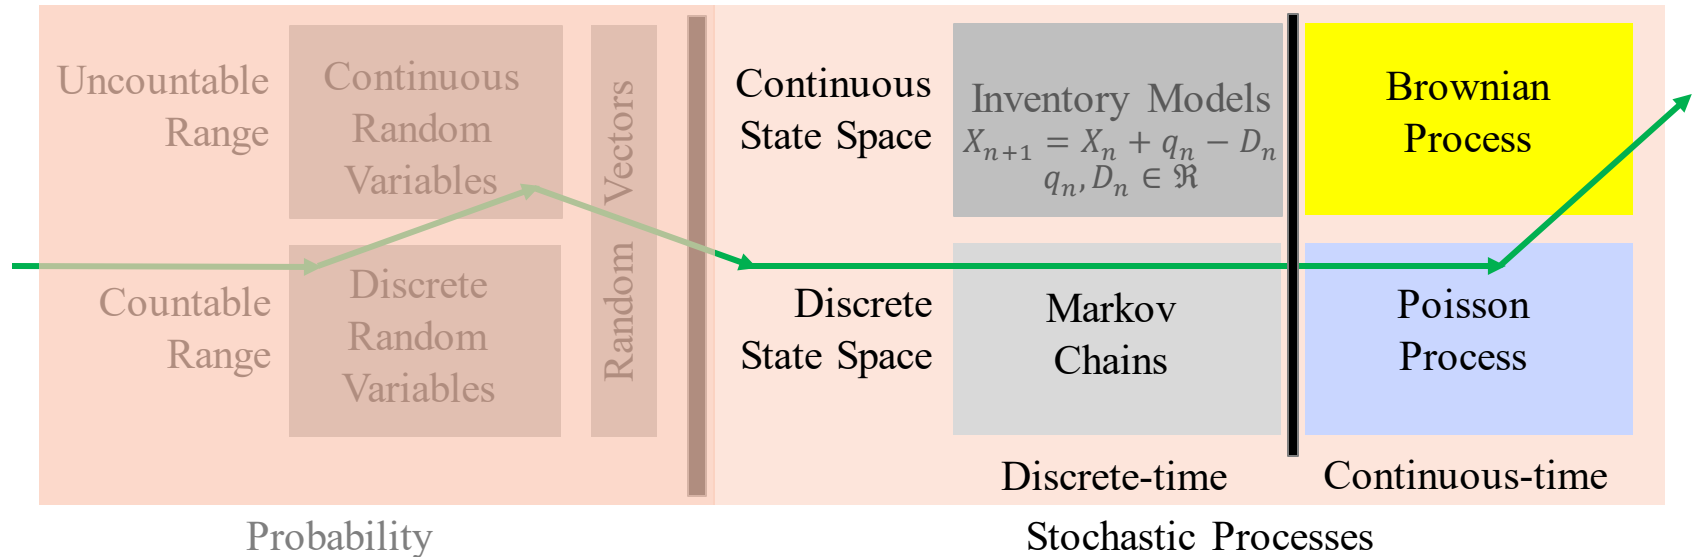 Uncountable
Range
Continuous
Random
Variables
Countable
Range
Discrete
Random
Variables
Random Vectors
Probability
Continuous
State Space
Inventory Models
X_{n+1} = X_n + q_n − D_n
q_n, D_n ∈ ℜ
Brownian
Process
Discrete
State Space
Markov
Chains
Poisson
Process
Discrete-time
Continuous-time
Stochastic Processes